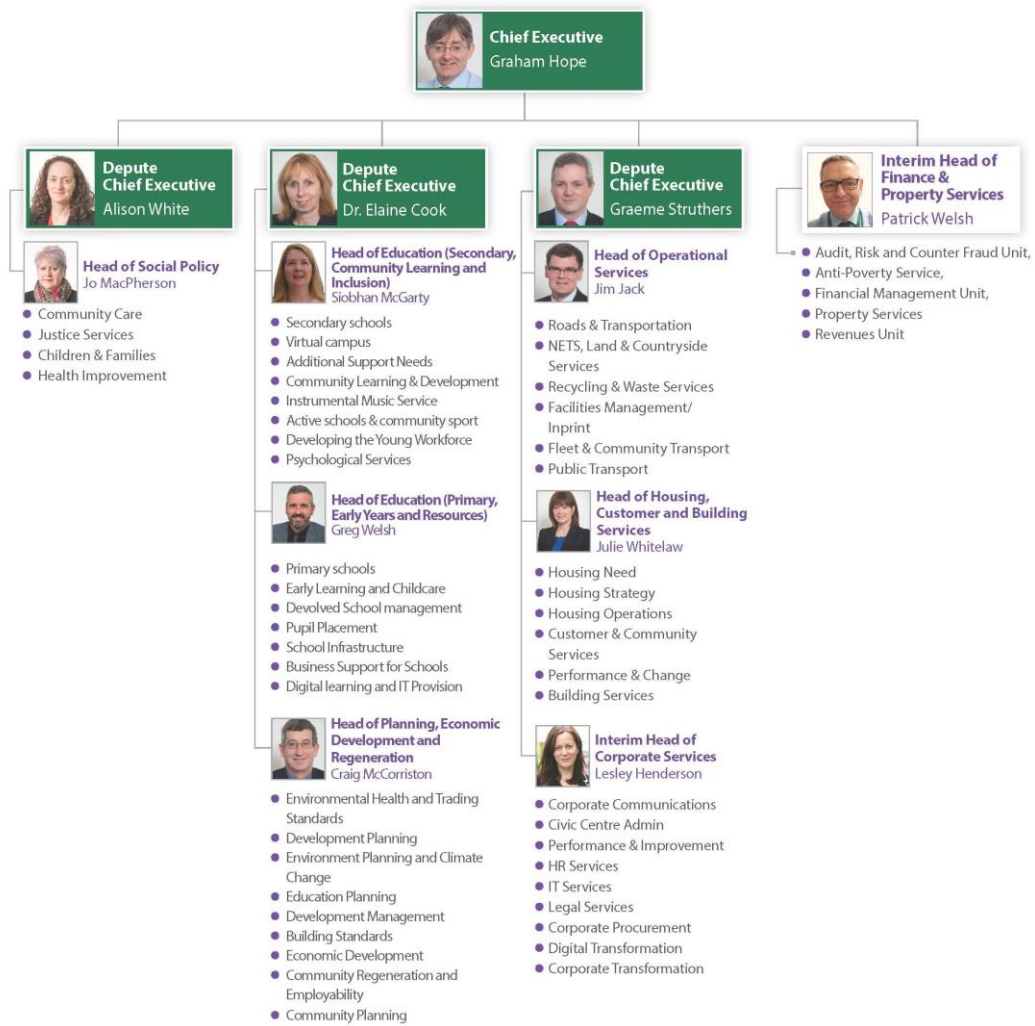 Chief Executive
Graham Hope
Depute
Chief Executive
Alison White
Head of Social Policy
Jo MacPherson
Community Care
Justice Services
Children & Families
Health Improvement
Depute
Chief Executive
Dr. Elaine Cook
Head of Education (Secondary,
Community Learning and
Inclusion)
Siobhan McGarty
Secondary schools
Virtual campus
Additional Support Needs
Community Learning & Development
Instrumental Music Service
Active schools & community sport
Developing the Young Workforce
Psychological Services
Head of Education (Primary,
Early Years and Resources)
Greg Welsh
Primary schools
Early Learning and Childcare
Devolved School management
Pupil Placement
School Infrastructure
Business Support for Schools
Digital learning and IT Provision
Head of Planning, Economic
Development and
Regeneration
Craig McCorriston
Environmental Health and Trading
Standards
Development Planning
Environment Planning and Climate
Change
Education Planning
Development Management
Building Standards
Economic Development
Community Regeneration and
Employability
Community Planning
Depute
Chief Executive
Graeme Struthers
Head of Operational
Services
Jim Jack
Roads & Transportation
NETS, Land & Countryside
Services
Recycling & Waste Services
Facilities Management/
Inprint
Fleet & Community Transport
Public Transport
Head of Housing,
Customer and Building
Services
Julie Whitelaw
Housing Need
Housing Strategy
Housing Operations
Customer & Community
Services
Performance & Change
Building Services
Interim Head of
Corporate Services
Lesley Henderson
Corporate Communications
Civic Centre Admin
Performance & Improvement
HR Services
IT Services
Legal Services
Corporate Procurement
Digital Transformation
Corporate Transformation
Interim Head of
Finance &
Property Services
Patrick Welsh
Audit, Risk and Counter Fraud Unit,
Anti-Poverty Service,
Financial Management Unit,
Property Services
Revenues Unit